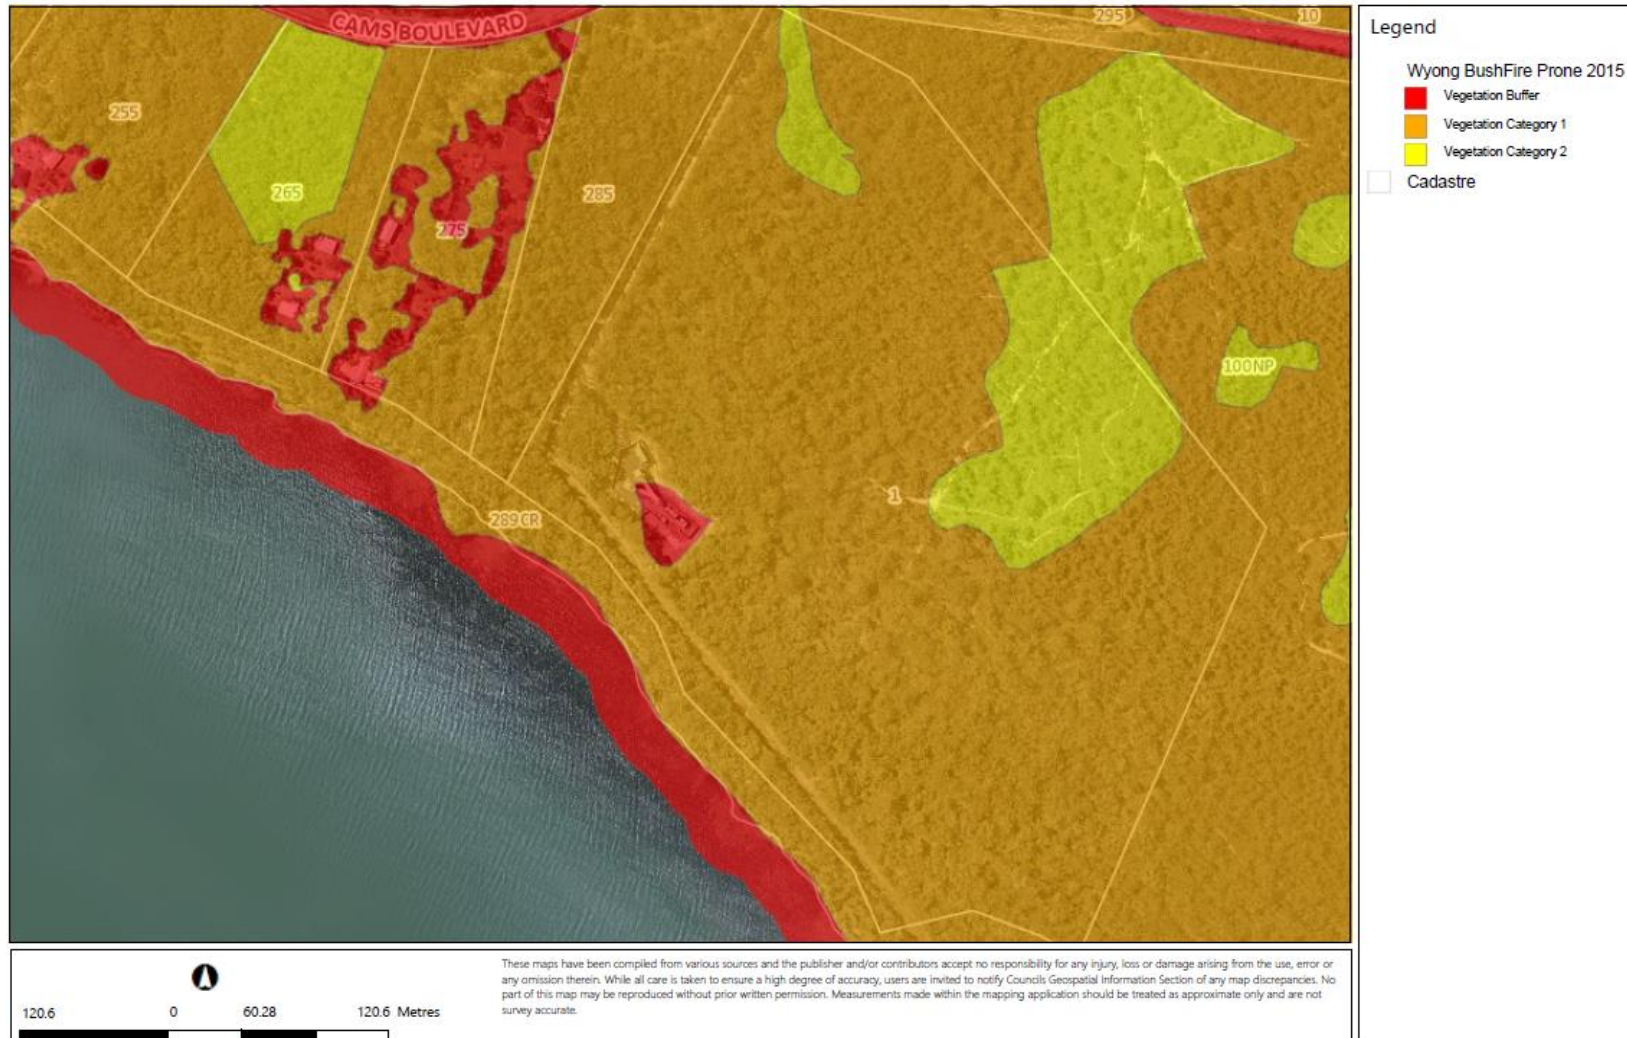 CAMS BOULEVARD
295
10
255
265
275
285
100NP
1
289CR
Legend
Wyong BushFire Prone 2015
Vegetation Buffer
Vegetation Category 1
Vegetation Category 2
Cadastre
120.6 0 60.28 120.6 Metres
These maps have been compiled from various sources and the publisher and/or contributors accept no responsibility for any injury, loss or damage arising from the use, error or
any omission therein. While all care is taken to ensure a high degree of accuracy, users are invited to notify Councils Geospatial Information Section of any map discrepancies. No
part of this map may be reproduced without prior written permission. Measurements made within the mapping application should be treated as approximate only and are not
survey accurate.